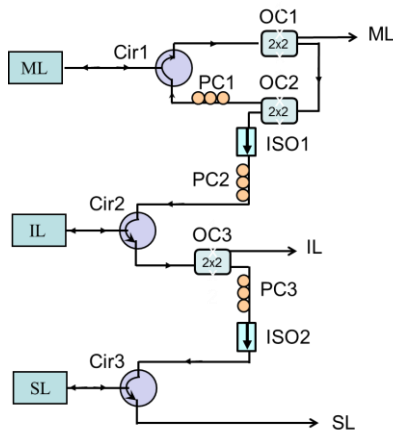 OC1
ML
Cir1
2x2
ML
PC1
OC2
2x2
ISO1
PC2
Cir2
OC3
IL
IL
2x2
PC3
ISO2
Cir3
SL
SL